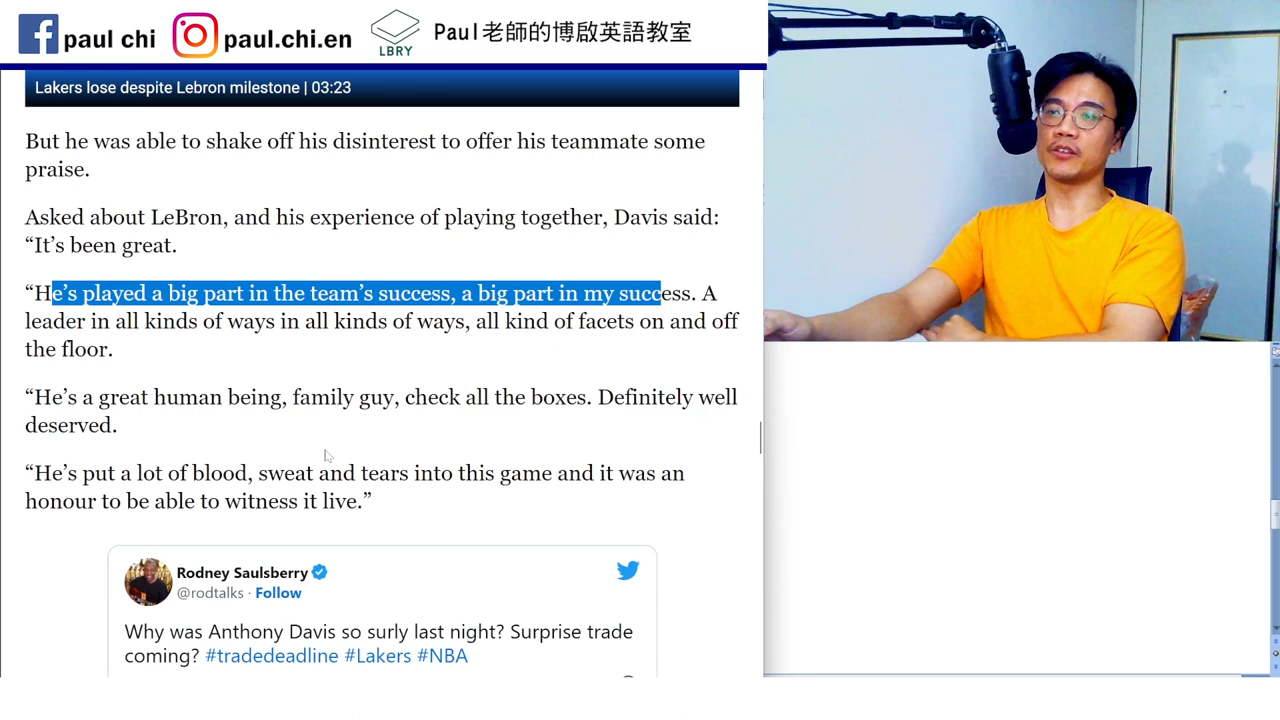 paul chi
paul.chi.en
LBRY
Paul老師的博啟英語教室
Lakers lose despite Lebron milestone | 03:23
But he was able to shake off his disinterest to offer his teammate some
praise.
Asked about LeBron, and his experience of playing together, Davis said:
“It’s been great.
“He’s played a big part in the team’s success, a big part in my success. A
leader in all kinds of ways in all kinds of ways, all kind of facets on and off
the floor.
“He’s a great human being, family guy, check all the boxes. Definitely well
deserved.
“He’s put a lot of blood, sweat and tears into this game and it was an
honour to be able to witness it live.”
Rodney Saulsberry
@rodtalks · Follow
Why was Anthony Davis so surly last night? Surprise trade
coming? #tradedeadline #Lakers #NBA